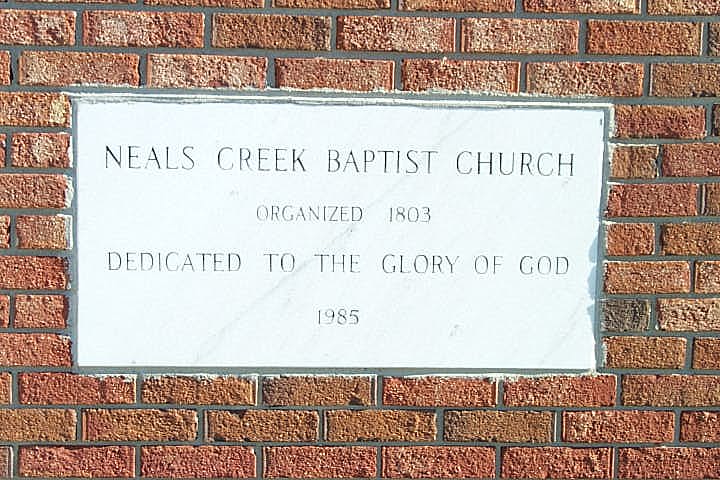 NEALS CREEK BAPTIST CHURCH
ORGANIZED 1803
DEDICATED TO THE GLORY OF GOD
1985